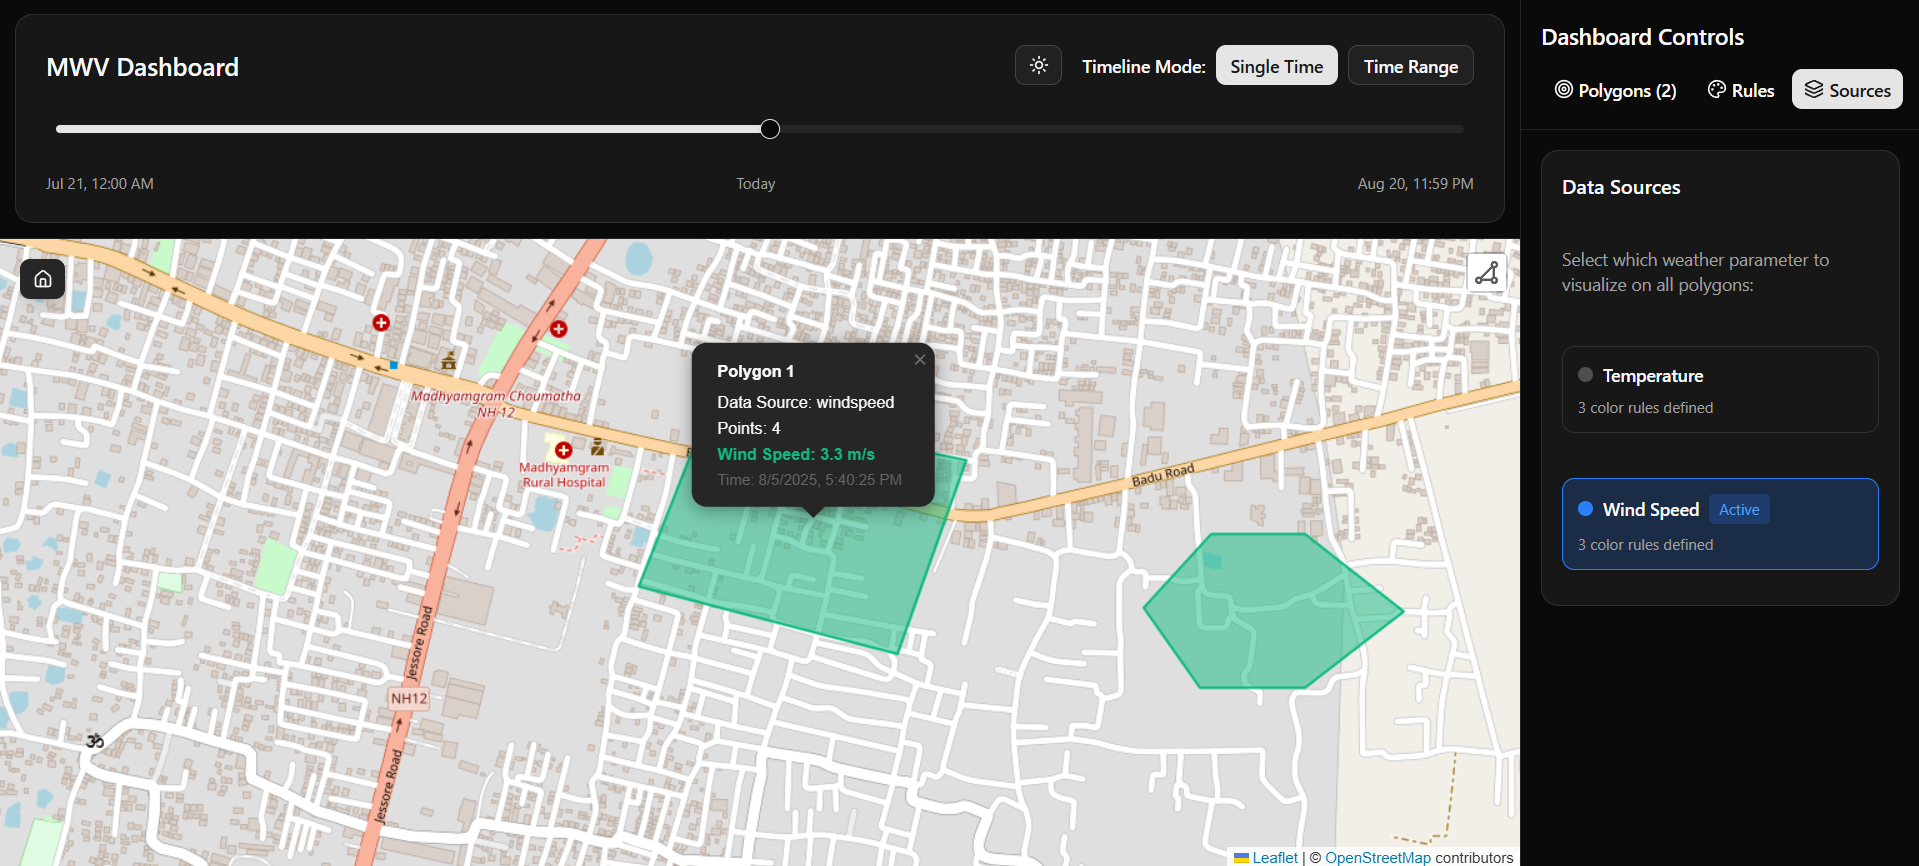 MWV Dashboard
Timeline Mode:
Single Time
Time Range
Jul 21, 12:00 AM
Today
Aug 20, 11:59 PM
Dashboard Controls
Polygons (2)
Rules
Sources
Data Sources
Select which weather parameter to
visualize on all polygons:
Temperature
3 color rules defined
Wind Speed
Active
3 color rules defined
Polygon 1
Data Source: windspeed
Points: 4
Wind Speed: 3.3 m/s
Time: 8/5/2025, 5:40:25 PM
Madhyamgram Choumatha
NH-12
Madhyamgram
Rural Hospital
Badu Road
Jessore Road
NH12
ॐ
Jessore Road
Leaflet | © OpenStreetMap contributors